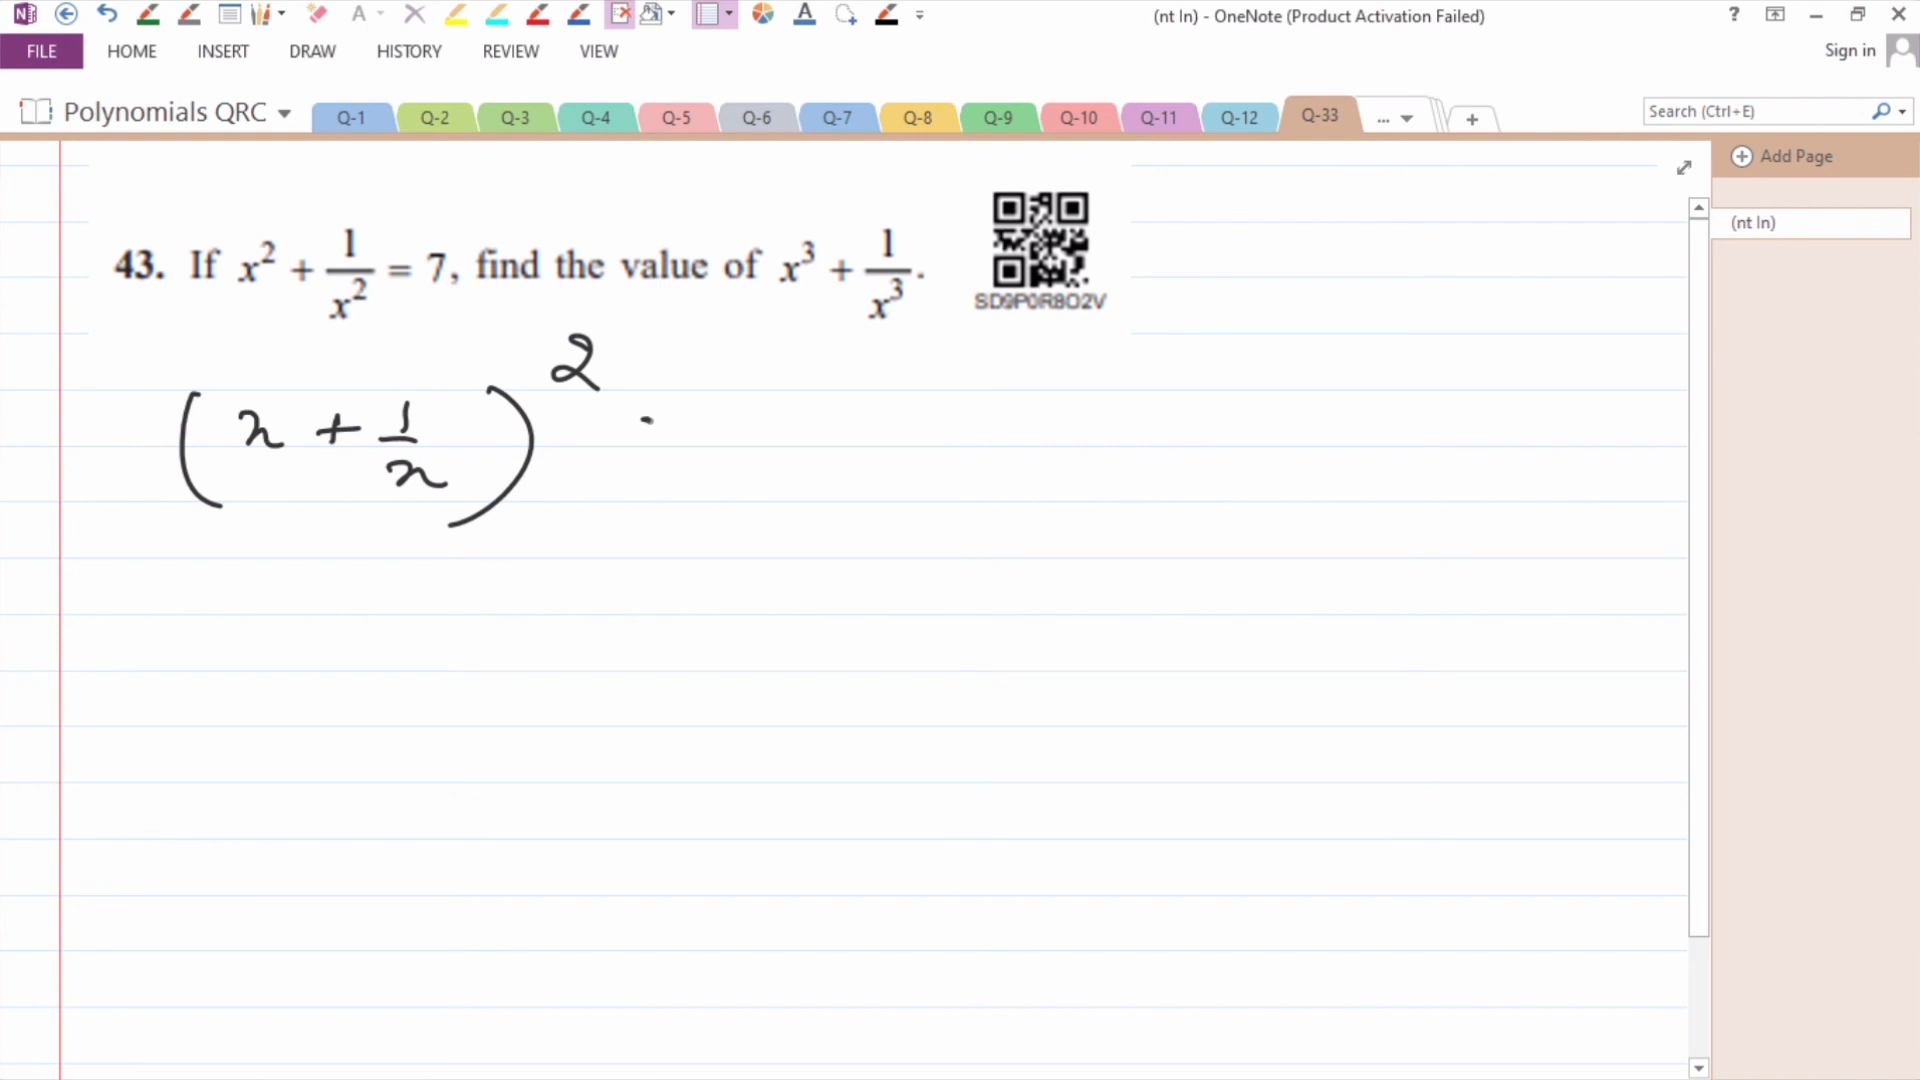 (nt In) - OneNote (Product Activation Failed)
FILE HOME INSERT DRAW HISTORY REVIEW VIEW Sign in
Polynomials QRC Q-1 Q-2 Q-3 Q-4 Q-5 Q-6 Q-7 Q-8 Q-9 Q-10 Q-11 Q-12 Q-33 ... Search (Ctrl+E)
Add Page
(nt In)
43. If x² + 1/x² = 7, find the value of x³ + 1/x³.
SD9P0R8O2V
(x + 1/x)²